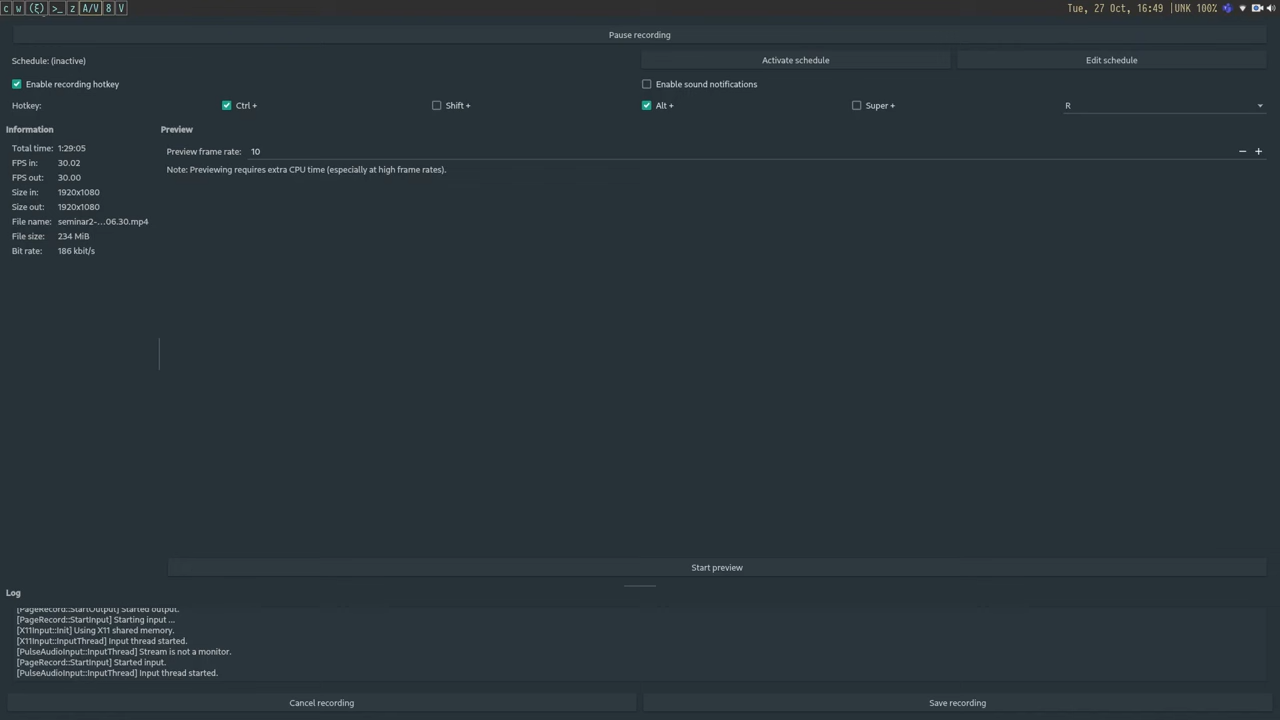 c w (ξ) >_ z A/V 8 V Tue, 27 Oct, 16:49 |UNK 100%
Pause recording
Schedule: (inactive) Activate schedule Edit schedule
Enable recording hotkey Enable sound notifications
Hotkey: Ctrl + Shift + Alt + Super + R
Information Preview
Total time: 1:29:05
Preview frame rate: 10
FPS in: 30.02
Note: Previewing requires extra CPU time (especially at high frame rates).
FPS out: 30.00
Size in: 1920x1080
Size out: 1920x1080
File name: seminar2-...06.30.mp4
File size: 234 MiB
Bit rate: 186 kbit/s
Start preview
Log
[PageRecord::StartOutput] Started output.
[PageRecord::StartInput] Starting input ...
[X11Input::Init] Using X11 shared memory.
[X11Input::InputThread] Input thread started.
[PulseAudioInput::InputThread] Stream is not a monitor.
[PageRecord::StartInput] Started input.
[PulseAudioInput::InputThread] Input thread started.
Cancel recording Save recording